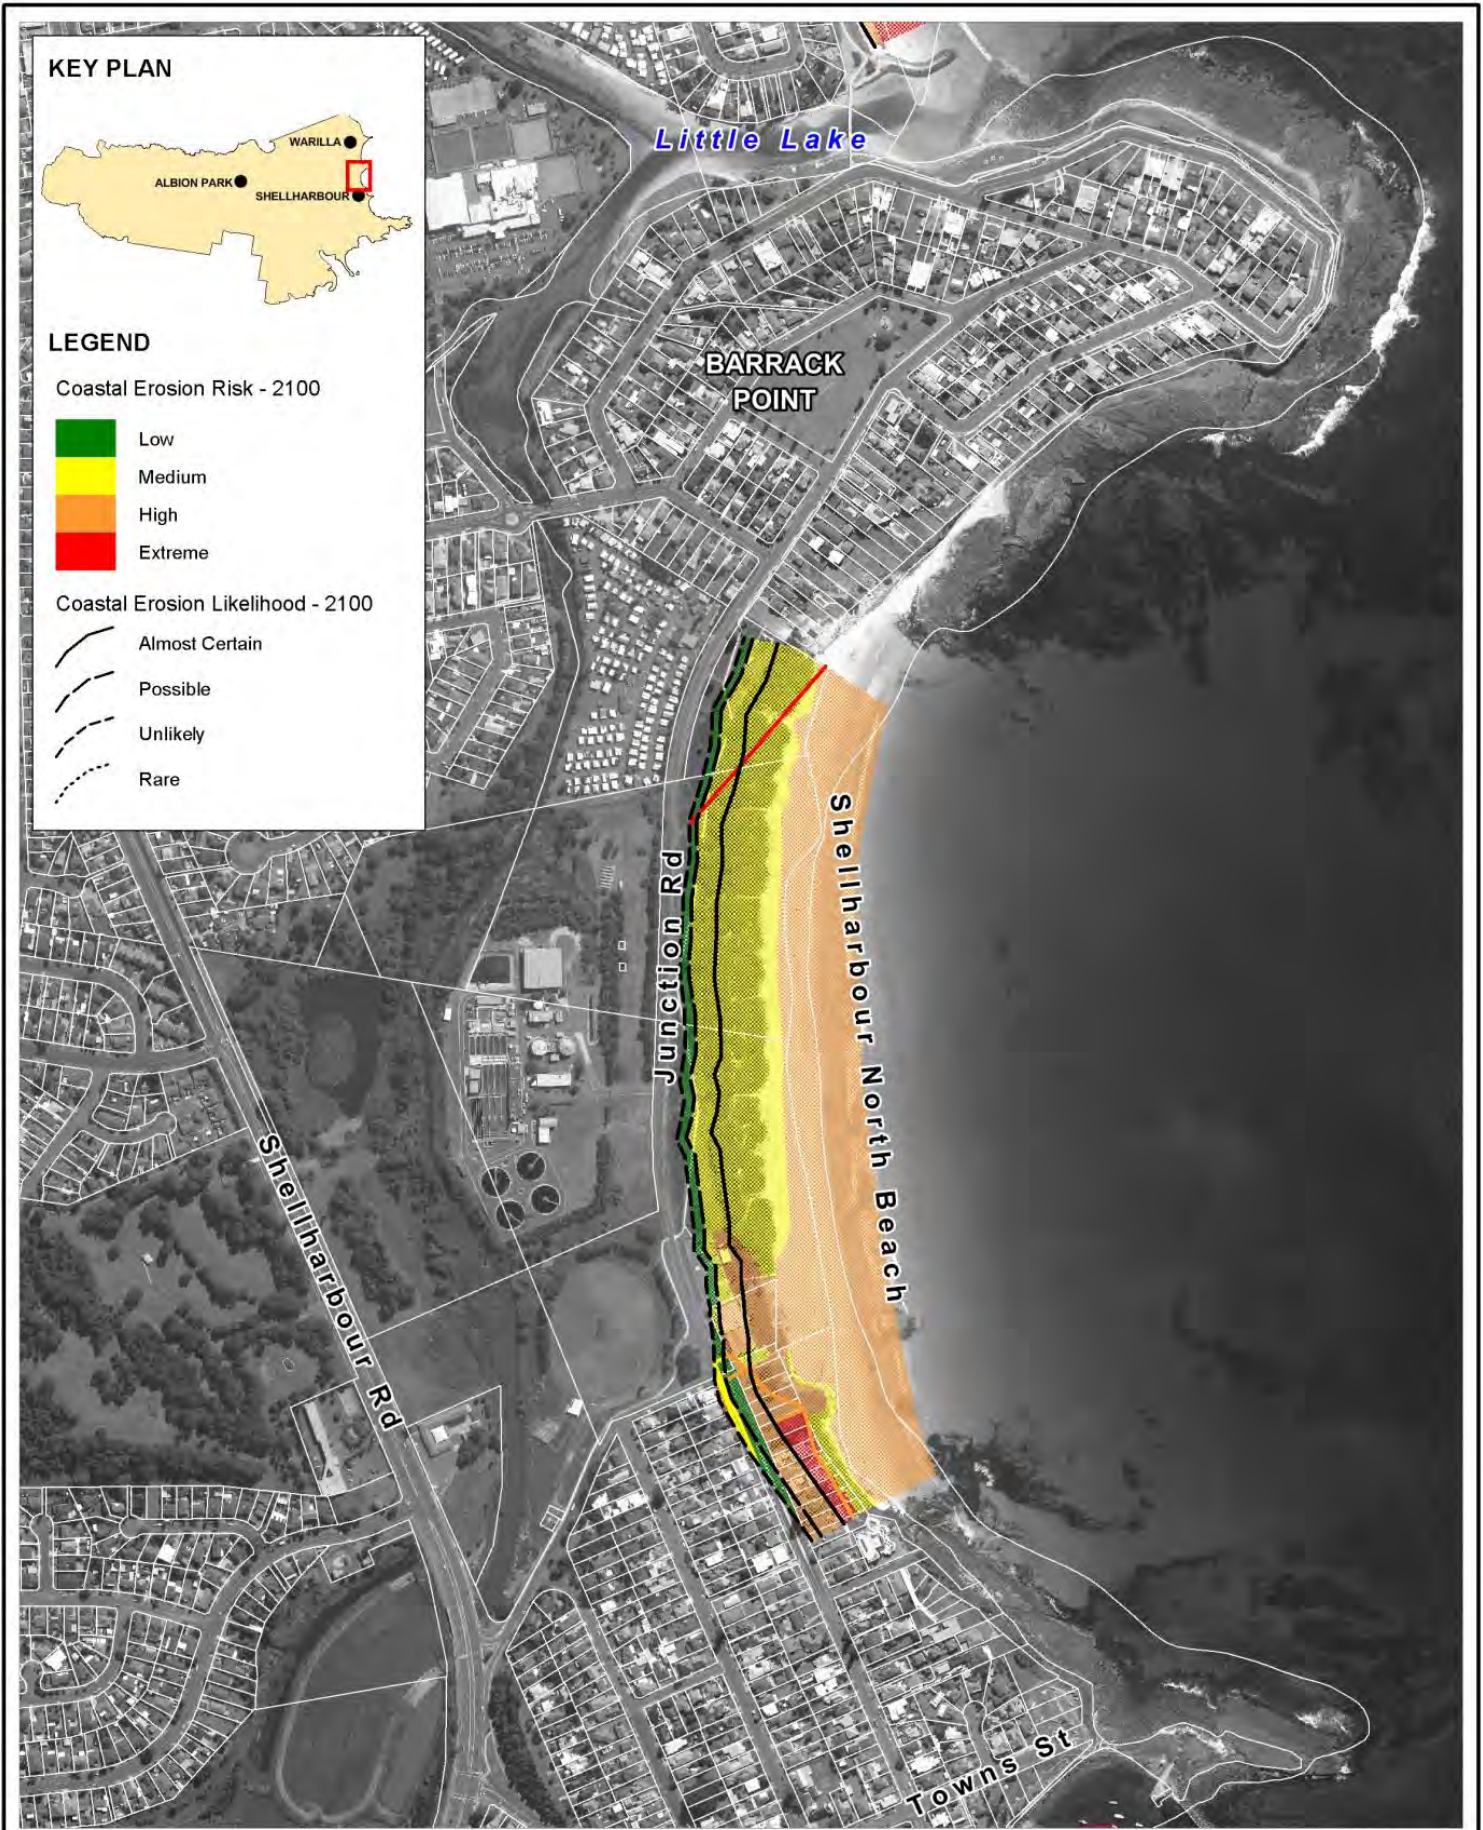 KEY PLAN
WARILLA
ALBION PARK
SHELLHARBOUR
LEGEND
Coastal Erosion Risk - 2100
Low
Medium
High
Extreme
Coastal Erosion Likelihood - 2100
Almost Certain
Possible
Unlikely
Rare
Little Lake
BARRACK
POINT
Shellharbour North Beach
Junction Rd
Shellharbour Rd
Towns St